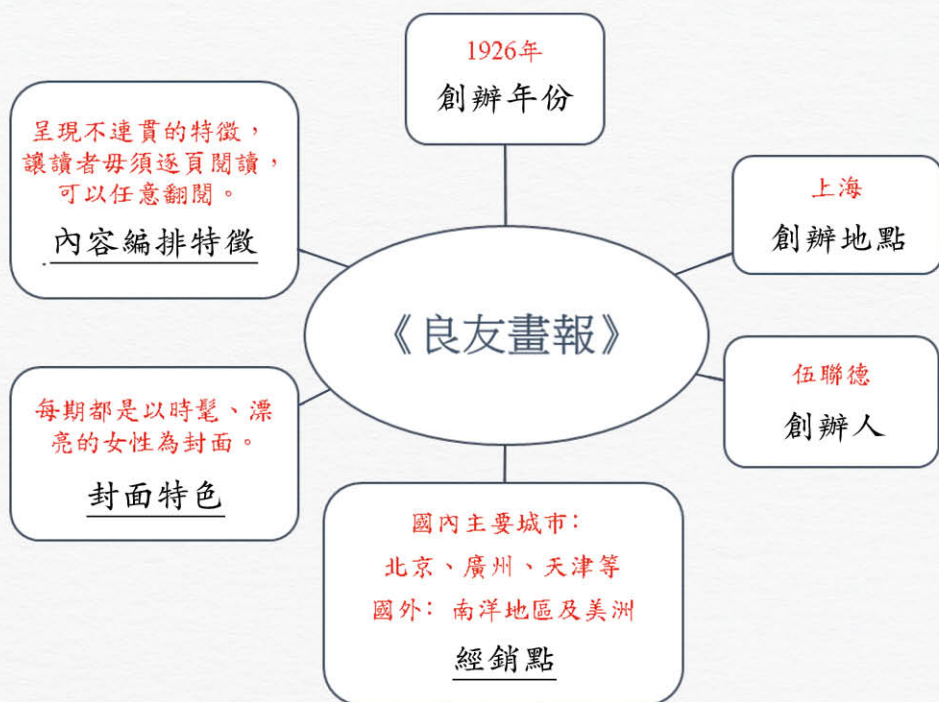 1926年
創辦年份
呈現不連貫的特徵，
讓讀者毋須逐頁閱讀，
可以任意翻閱。
內容編排特徵
上海
創辦地點
《良友畫報》
伍聯德
創辦人
每期都是以時髦、漂
亮的女性為封面。
封面特色
國內主要城市：
北京、廣州、天津等
國外：南洋地區及美洲
經銷點